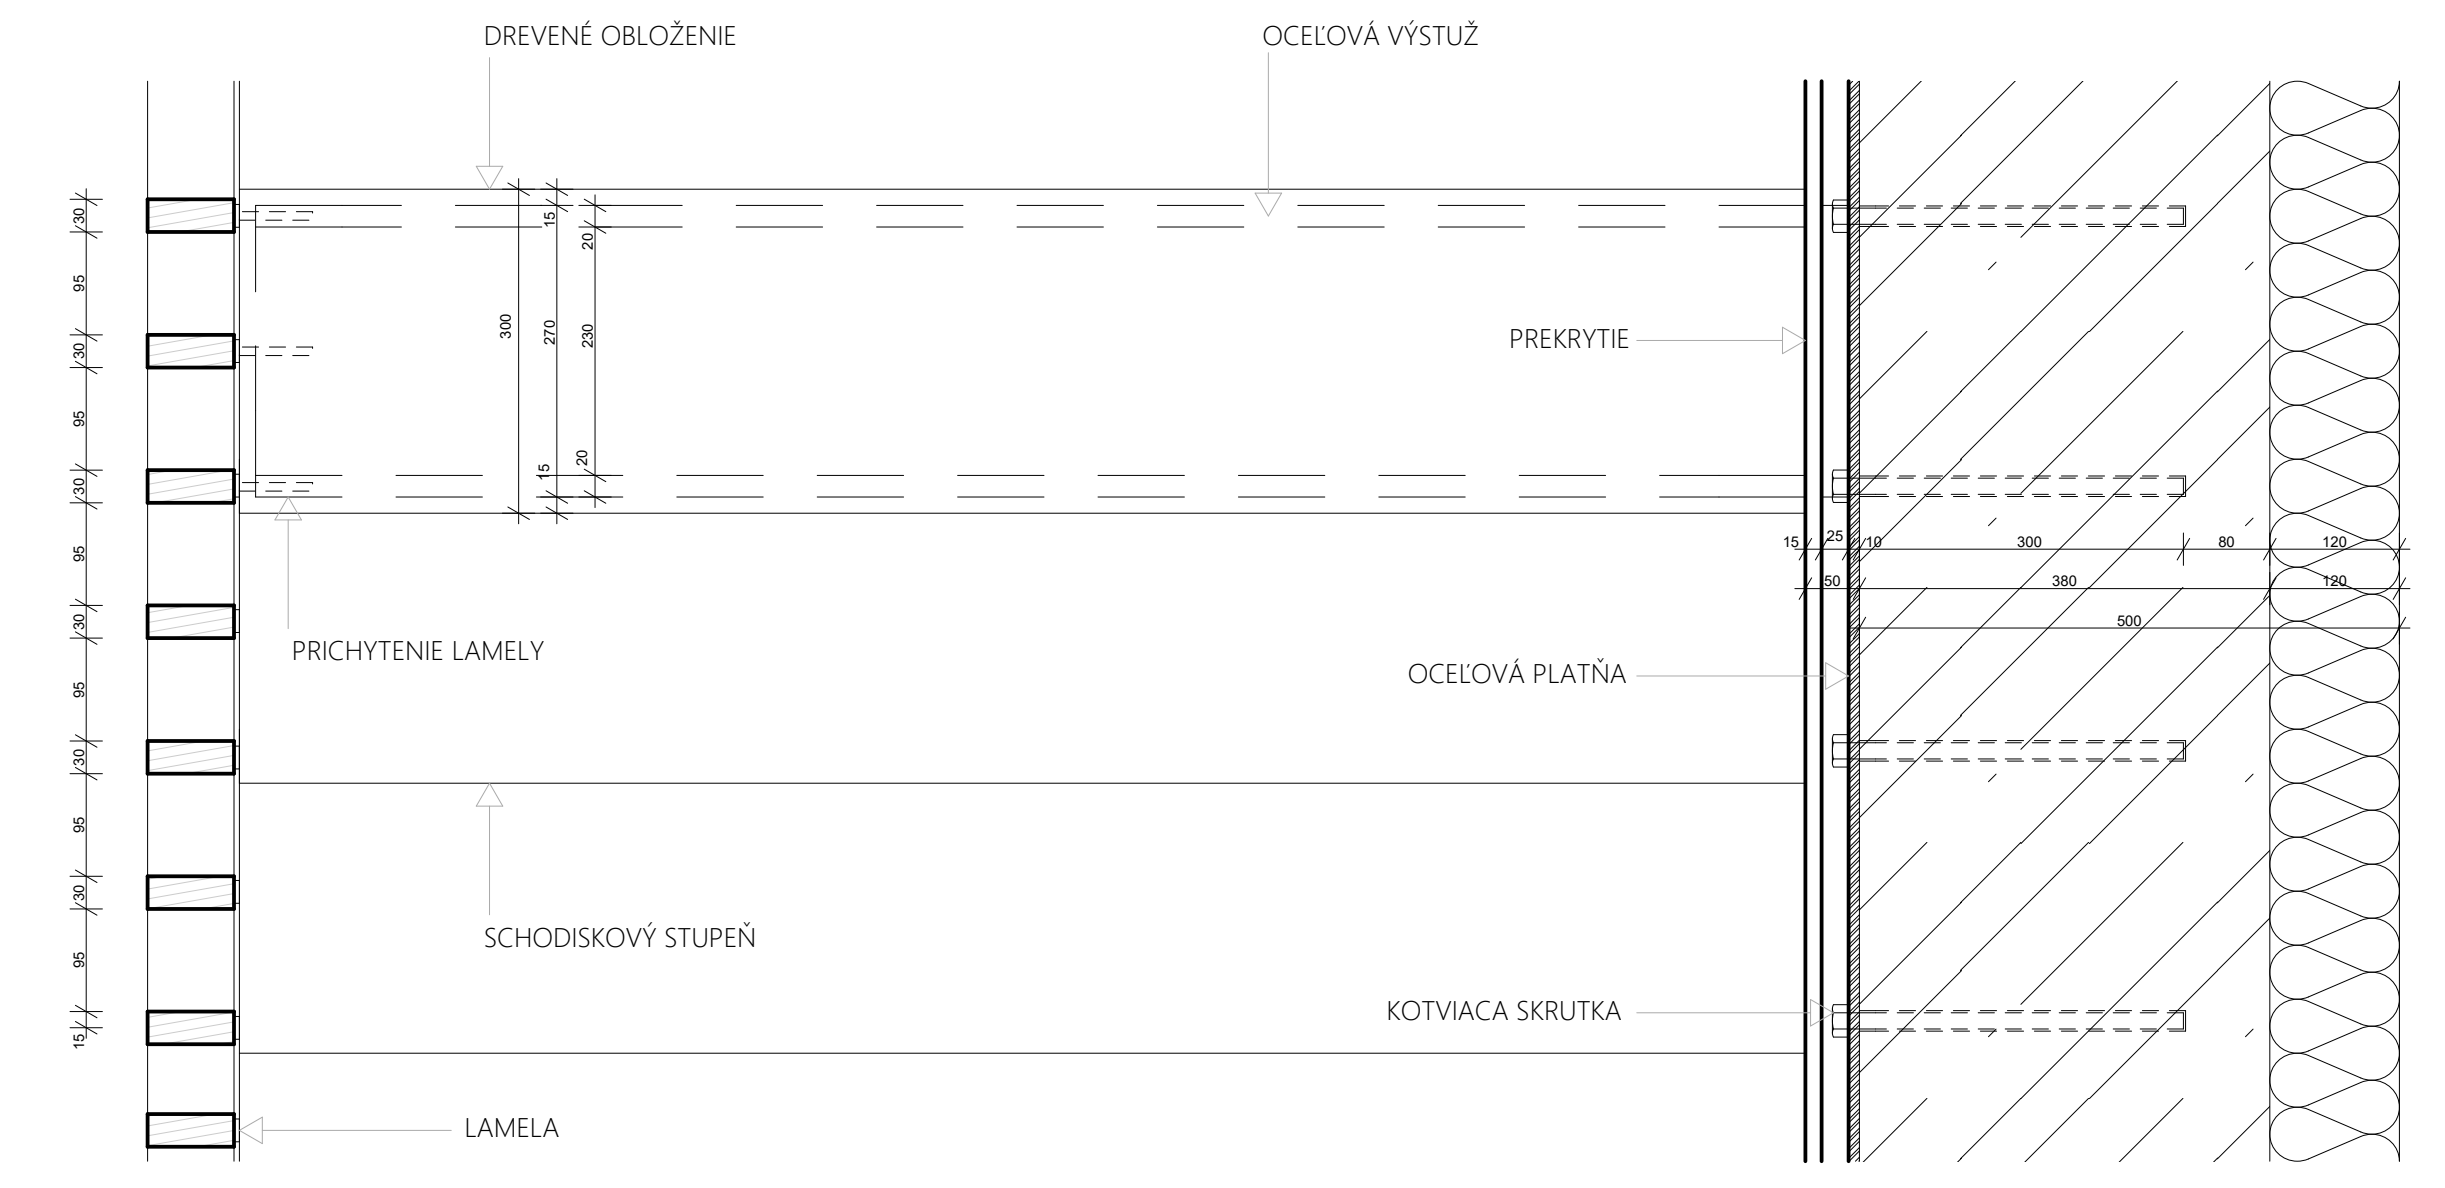 DREVENÉ OBLOŽENIE
OCEĽOVÁ VÝSTUŽ
30
95
30
95
30
95
30
95
30
95
30
95
15
300
15
270
15
20
230
20
PREKRYTIE
15 25 10 300 80 120
50 380 120
500
PRICHYTENIE LAMELY
OCEĽOVÁ PLATŇA
SCHODISKOVÝ STUPEŇ
KOTVIACA SKRUTKA
LAMELA